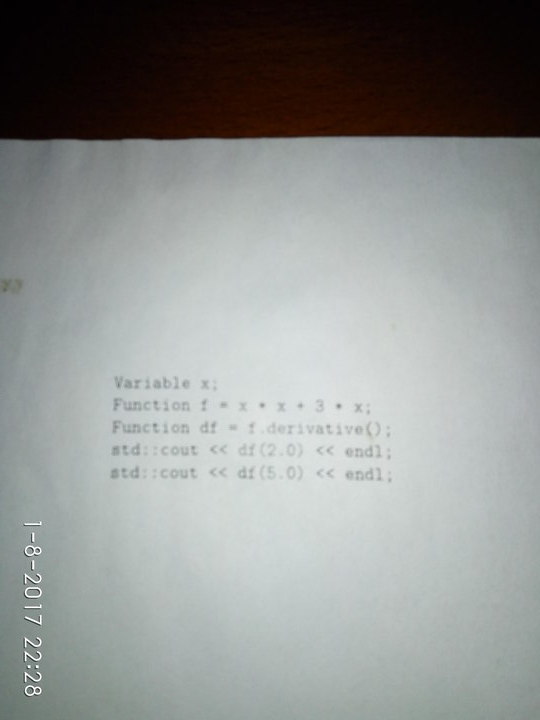 xy
Variable x;
Function f = x * x + 3 * x;
Function df = f.derivative();
std::cout << df(2.0) << endl;
std::cout << df(5.0) << endl;
1-8-2017 22:28